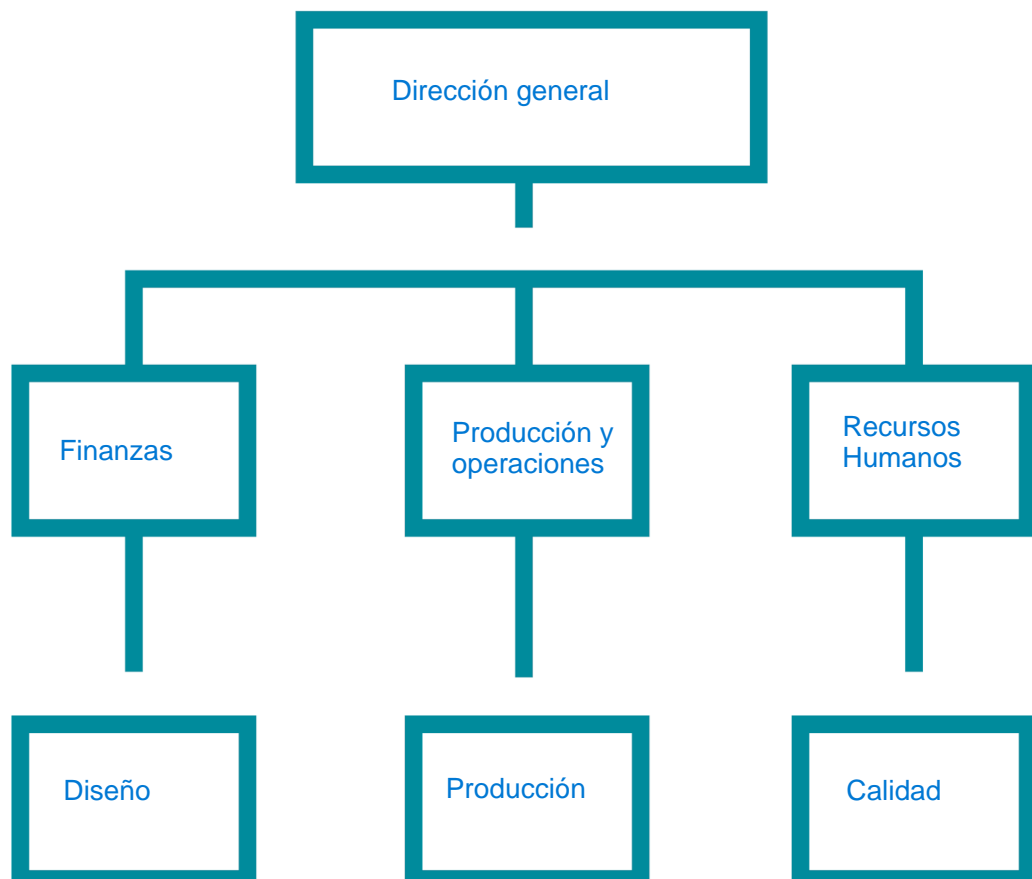 Dirección general
Finanzas
Producción y
operaciones
Recursos
Humanos
Diseño
Producción
Calidad